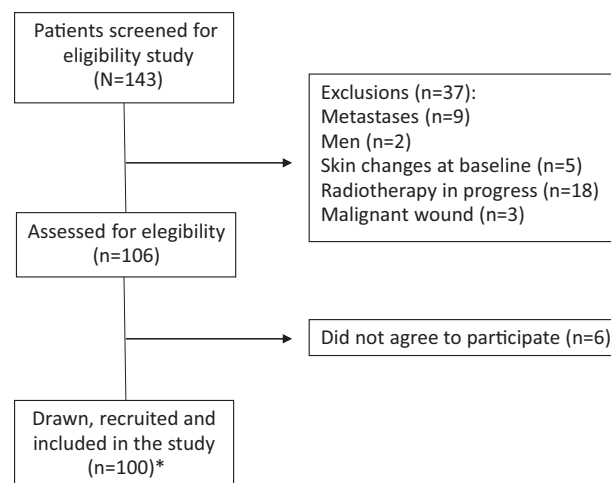 Patients screened for
eligibility study
(N=143)
Exclusions (n=37):
Metastases (n=9)
Men (n=2)
Skin changes at baseline (n=5)
Radiotherapy in progress (n=18)
Malignant wound (n=3)
Assessed for elegibility
(n=106)
Did not agree to participate (n=6)
Drawn, recruited and
included in the study
(n=100)*